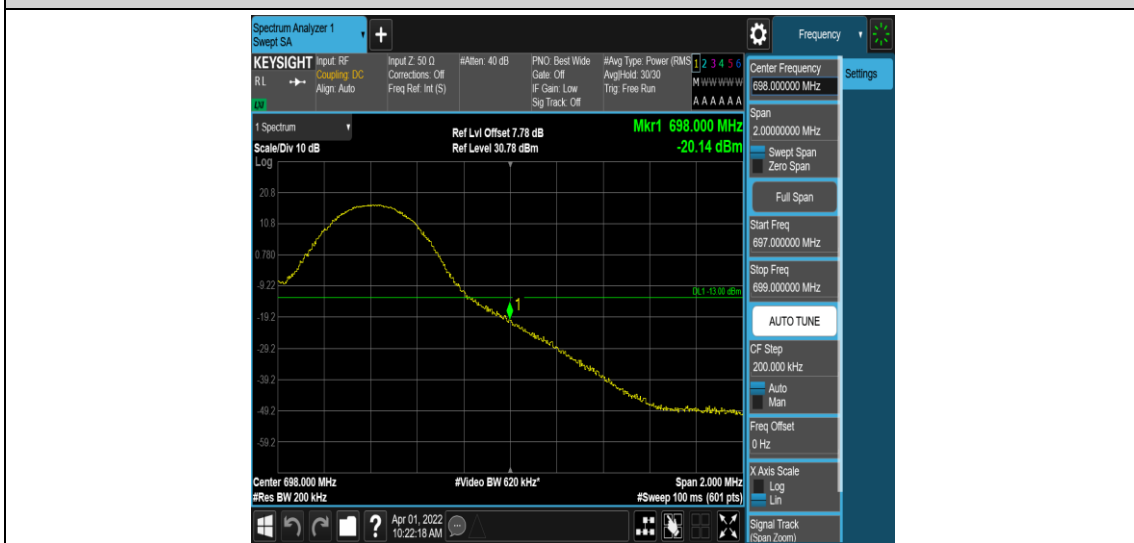 Spectrum Analyzer 1
Swept SA
+
Frequency
KEYSIGHT
RL
LXI
Input: RF
Coupling: DC
Align: Auto
Input Z: 50 Ω
Corrections: Off
Freq Ref: Int (S)
#Atten: 40 dB
PNO: Best Wide
Gate: Off
IF Gain: Low
Sig Track: Off
#Avg Type: Power (RMS
Avg|Hold: 30/30
Trig: Free Run
1 2 3 4 5 6
M W W W W W
A A A A A A
1 Spectrum
Scale/Div 10 dB
Ref Lvl Offset 7.78 dB
Ref Level 30.78 dBm
Mkr1 698.000 MHz
-20.14 dBm
Log
20.8
10.8
0.780
-9.22
-19.2
-29.2
-39.2
-49.2
-59.2
DL1 -13.00 dBm
1
Center 698.000 MHz
#Res BW 200 kHz
#Video BW 620 kHz*
Span 2.000 MHz
#Sweep 100 ms (601 pts)
?
Apr 01, 2022
10:22:18 AM
Center Frequency
698.000000 MHz
Span
2.00000000 MHz
Swept Span
Zero Span
Full Span
Start Freq
697.000000 MHz
Stop Freq
699.000000 MHz
AUTO TUNE
CF Step
200.000 kHz
Auto
Man
Freq Offset
0 Hz
X Axis Scale
Log
Lin
Signal Track
(Span Zoom)
Settings